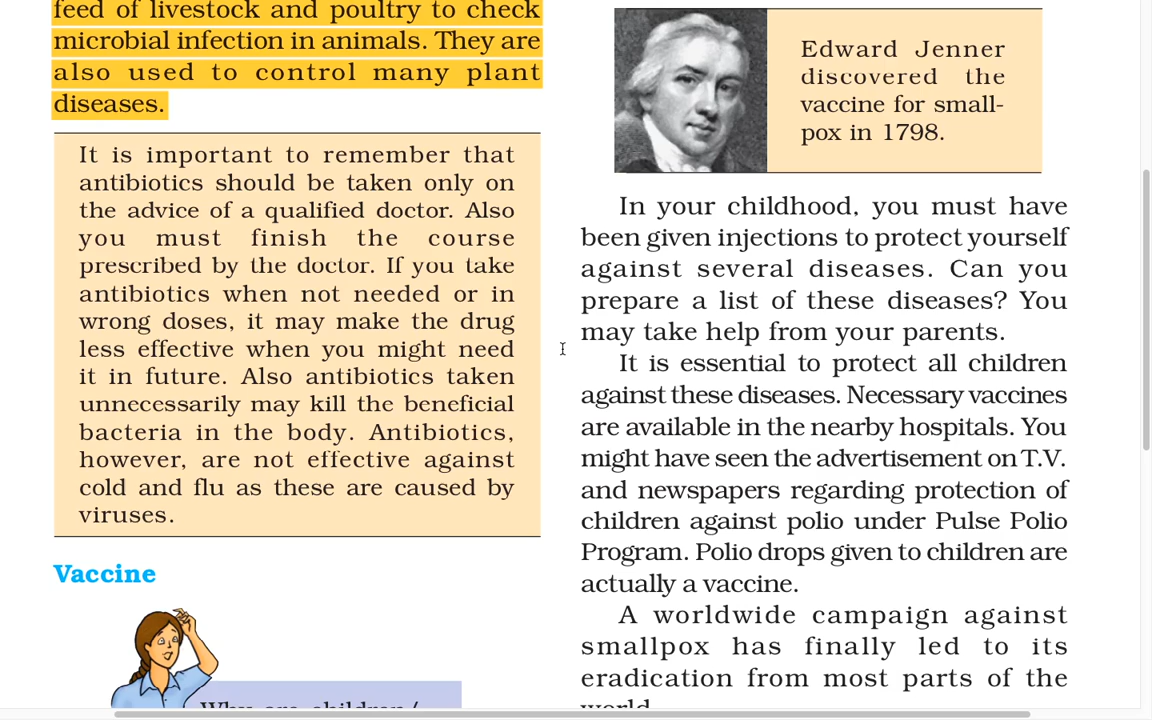 feed of livestock and poultry to check
microbial infection in animals. They are
also used to control many plant
diseases.
It is important to remember that
antibiotics should be taken only on
the advice of a qualified doctor. Also
you must finish the course
prescribed by the doctor. If you take
antibiotics when not needed or in
wrong doses, it may make the drug
less effective when you might need
it in future. Also antibiotics taken
unnecessarily may kill the beneficial
bacteria in the body. Antibiotics,
however, are not effective against
cold and flu as these are caused by
viruses.
Vaccine
Why are children/
Edward Jenner
discovered the
vaccine for small-
pox in 1798.
In your childhood, you must have
been given injections to protect yourself
against several diseases. Can you
prepare a list of these diseases? You
may take help from your parents.
It is essential to protect all children
against these diseases. Necessary vaccines
are available in the nearby hospitals. You
might have seen the advertisement on T.V.
and newspapers regarding protection of
children against polio under Pulse Polio
Program. Polio drops given to children are
actually a vaccine.
A worldwide campaign against
smallpox has finally led to its
eradication from most parts of the
world.